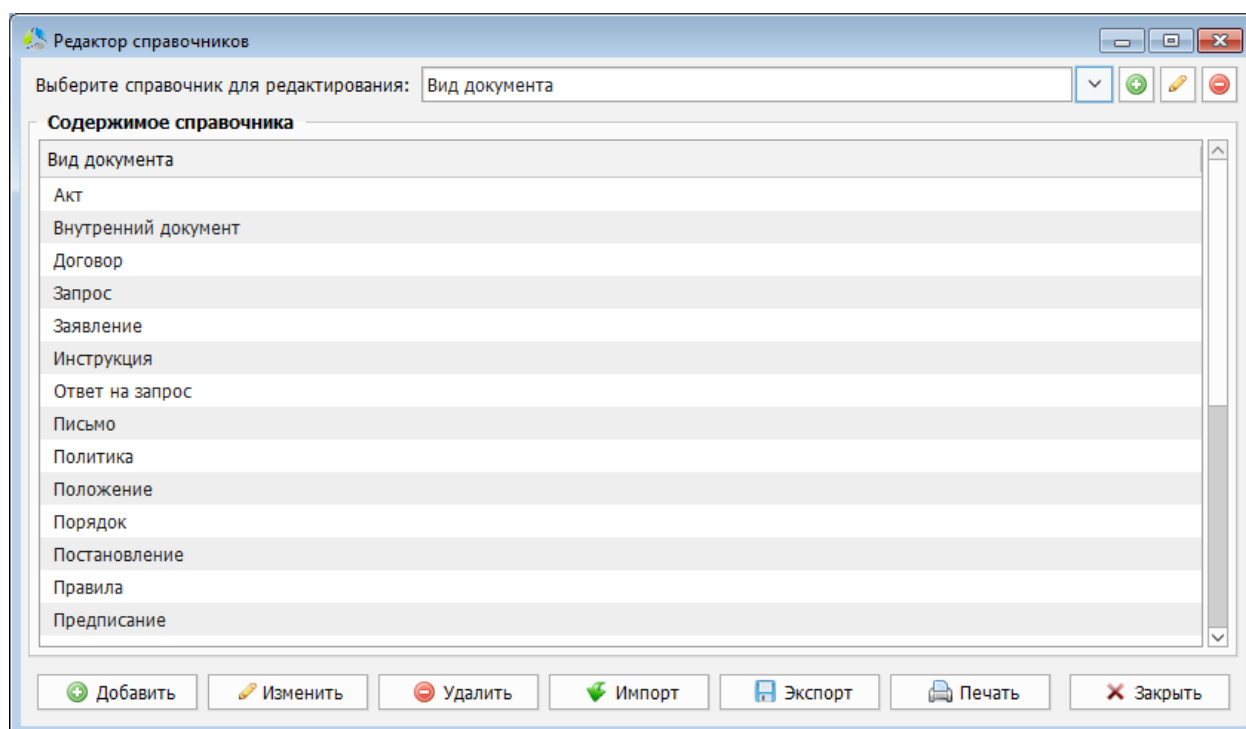 Редактор справочников
Выберите справочник для редактирования: Вид документа
Содержимое справочника
Вид документа
Акт
Внутренний документ
Договор
Запрос
Заявление
Инструкция
Ответ на запрос
Письмо
Политика
Положение
Порядок
Постановление
Правила
Предписание
Добавить Изменить Удалить Импорт Экспорт Печать Закрыть